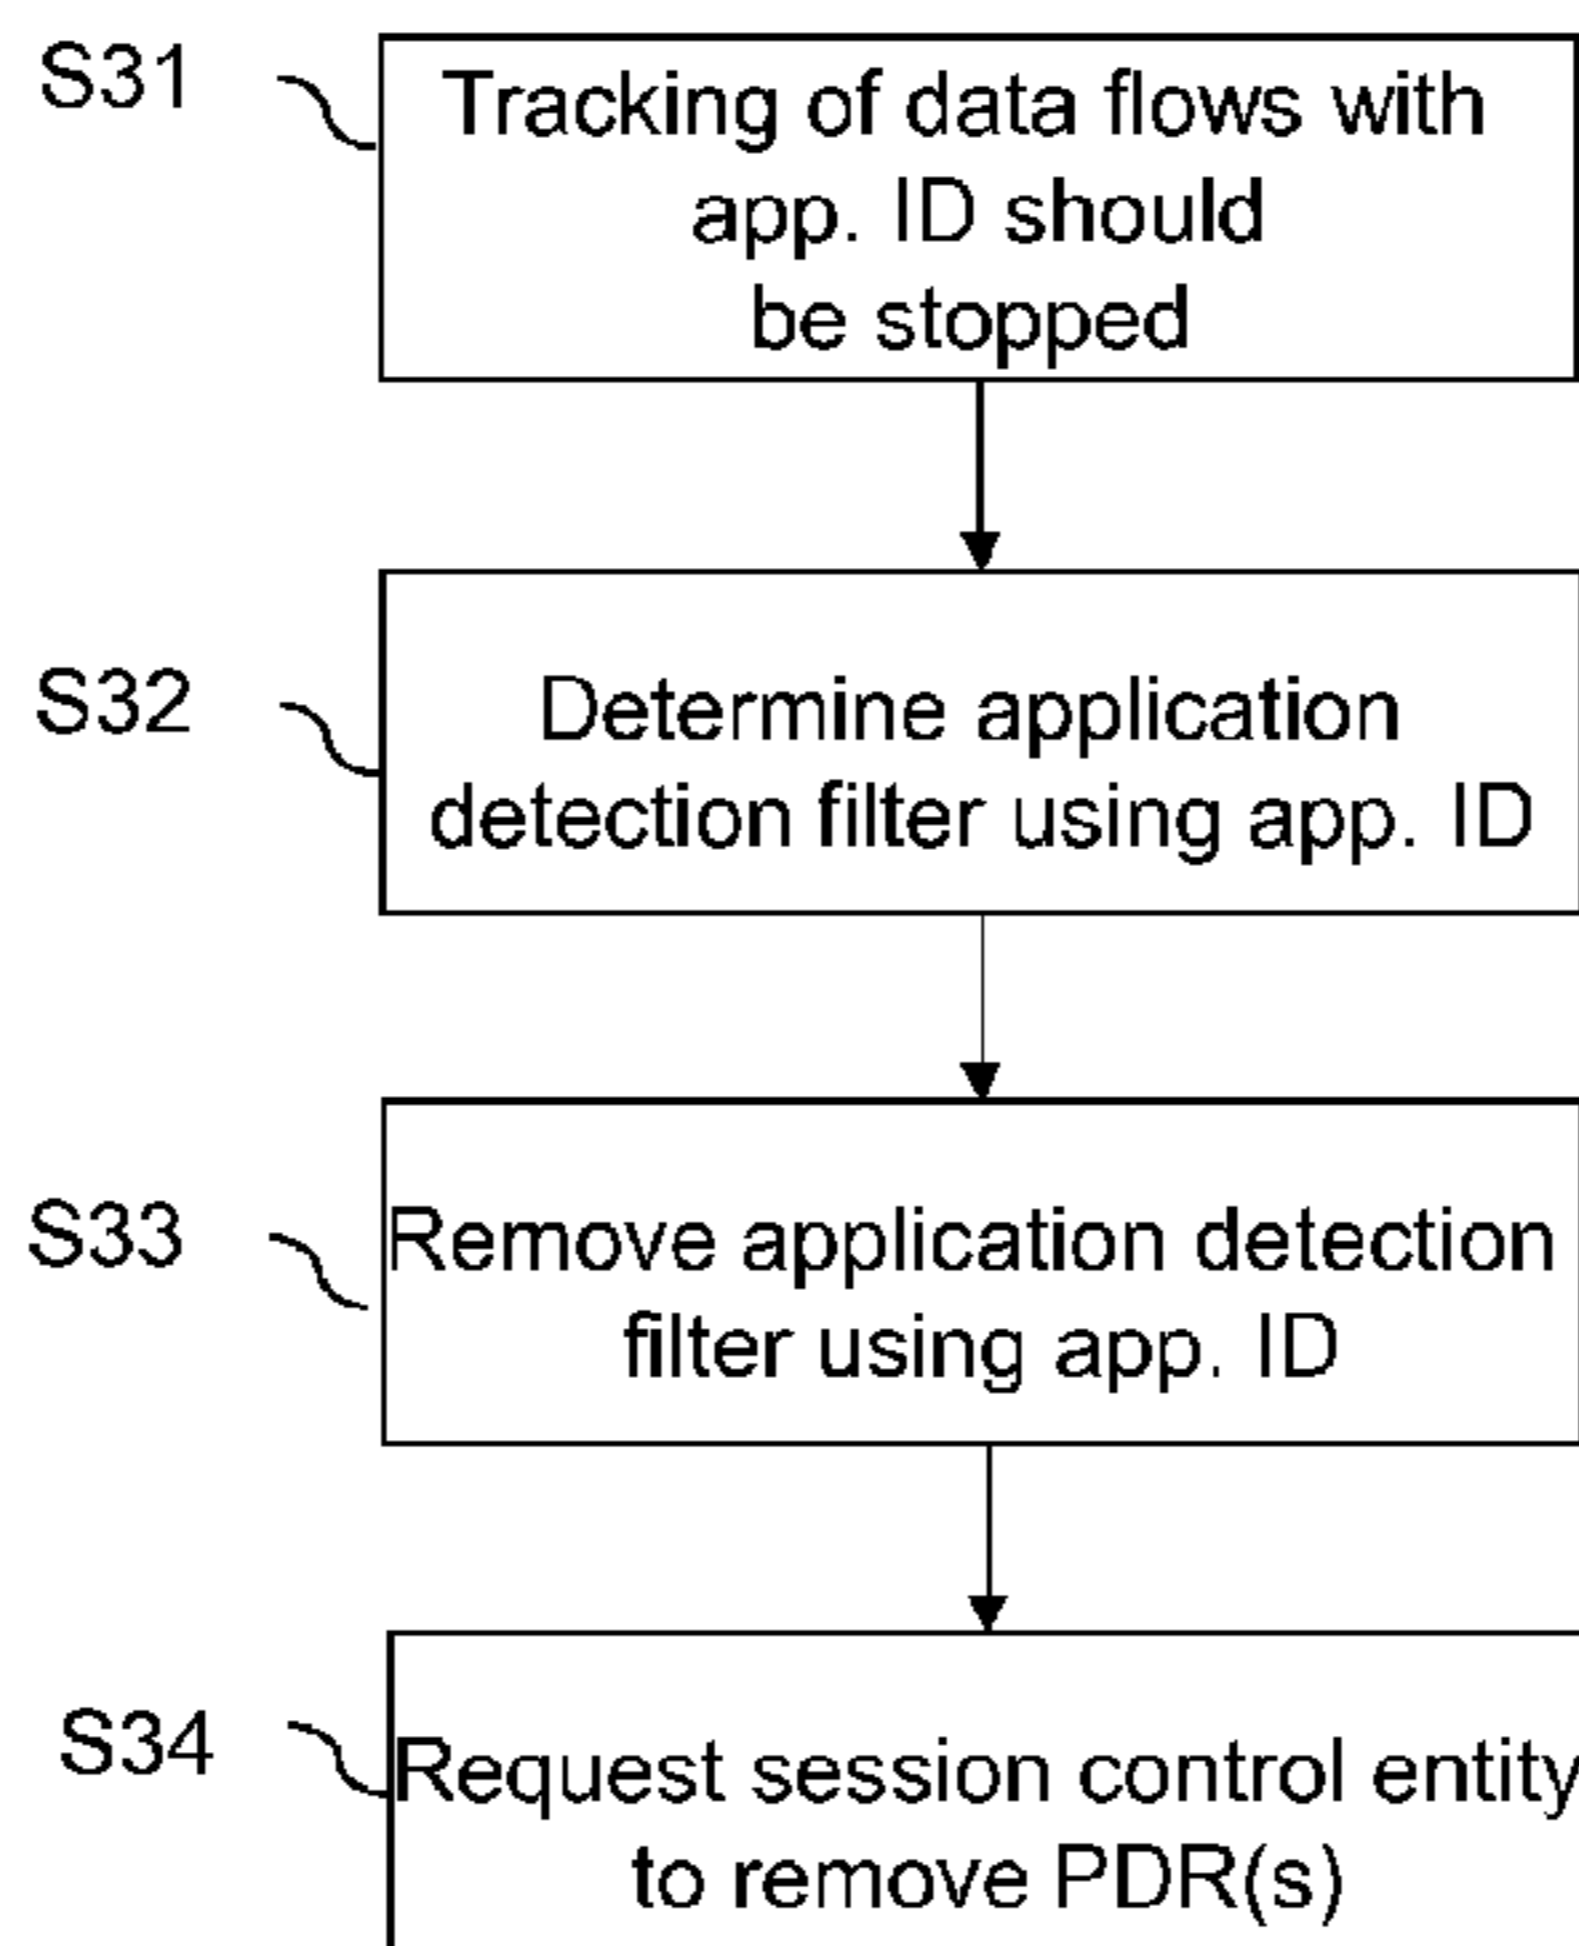 S31
Tracking of data flows with
app. ID should
be stopped
S32
Determine application
detection filter using app. ID
S33
Remove application detection
filter using app. ID
S34
Request session control entity
to remove PDR(s)